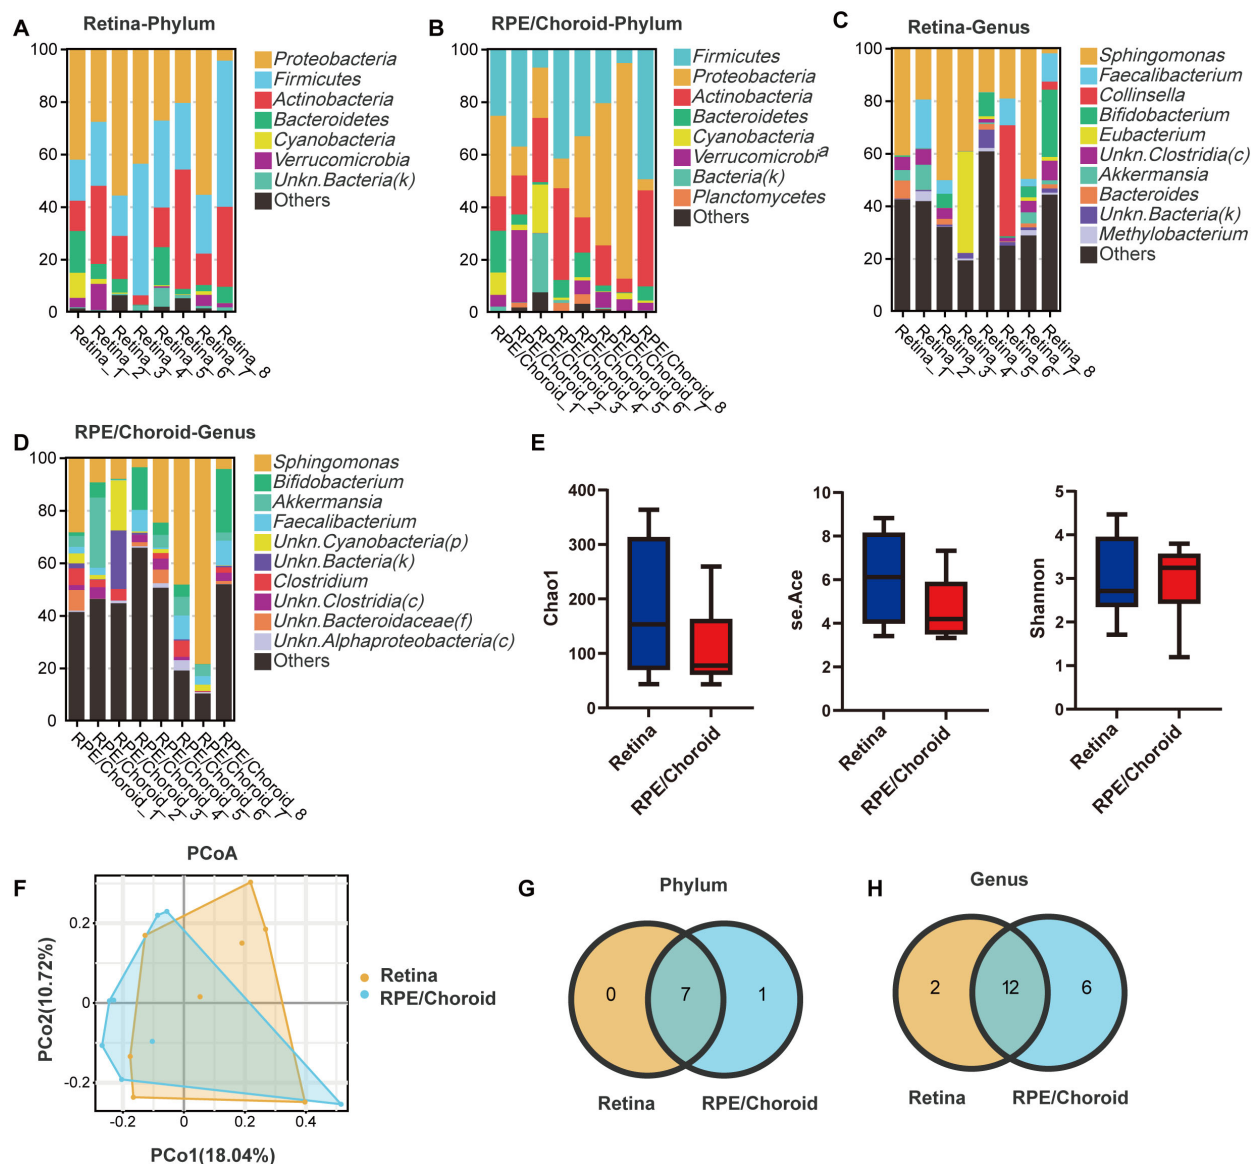 A
Retina-Phylum
100
80
60
40
20
0
Retina_1
Retina_2
Retina_3
Retina_4
Retina_5
Retina_6
Retina_7
Retina_8
Proteobacteria
Firmicutes
Actinobacteria
Bacteroidetes
Cyanobacteria
Verrucomicrobia
Unkn.Bacteria(k)
Others
B
RPE/Choroid-Phylum
100
80
60
40
20
0
RPE/Choroid_1
RPE/Choroid_2
RPE/Choroid_3
RPE/Choroid_4
RPE/Choroid_5
RPE/Choroid_6
RPE/Choroid_7
RPE/Choroid_8
Firmicutes
Proteobacteria
Actinobacteria
Bacteroidetes
Cyanobacteria
Verrucomicrobia
Bacteria(k)
Planctomycetes
Others
C
Retina-Genus
100
80
60
40
20
0
Retina_1
Retina_2
Retina_3
Retina_4
Retina_5
Retina_6
Retina_7
Retina_8
Sphingomonas
Faecalibacterium
Collinsella
Bifidobacterium
Eubacterium
Unkn.Clostridia(c)
Akkermansia
Bacteroides
Unkn.Bacteria(k)
Methylobacterium
Others
D
RPE/Choroid-Genus
100
80
60
40
20
0
RPE/Choroid_1
RPE/Choroid_2
RPE/Choroid_3
RPE/Choroid_4
RPE/Choroid_5
RPE/Choroid_6
RPE/Choroid_7
RPE/Choroid_8
Sphingomonas
Bifidobacterium
Akkermansia
Faecalibacterium
Unkn.Cyanobacteria(p)
Unkn.Bacteria(k)
Clostridium
Unkn.Clostridia(c)
Unkn.Bacteroidaceae(f)
Unkn.Alphaproteobacteria(c)
Others
E
Chao1
400
300
200
100
0
Retina
RPE/Choroid
se.Ace
10
8
6
4
2
0
Retina
RPE/Choroid
Shannon
5
4
3
2
1
0
Retina
RPE/Choroid
F
PCoA
PCo2(10.72%)
0.2
0
-0.2
-0.2
0
0.2
0.4
PCo1(18.04%)
Retina
RPE/Choroid
G
Phylum
0
7
1
Retina
RPE/Choroid
H
Genus
2
12
6
Retina
RPE/Choroid